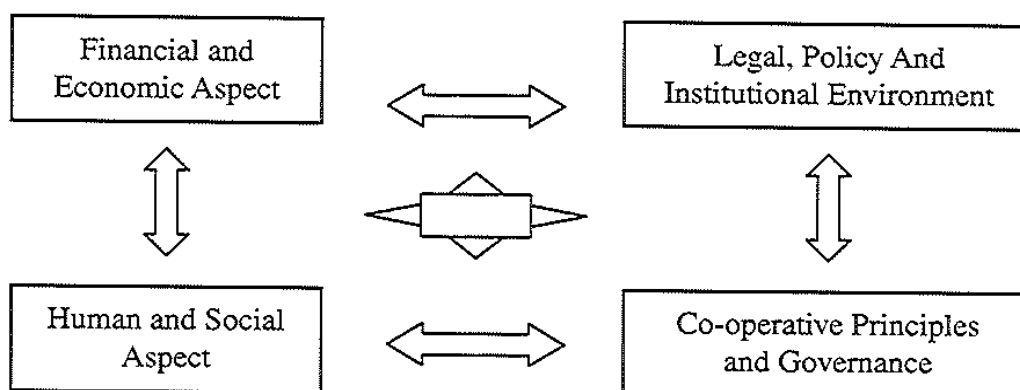 Financial and
Economic Aspect
Legal, Policy And
Institutional Environment
Human and Social
Aspect
Co-operative Principles
and Governance